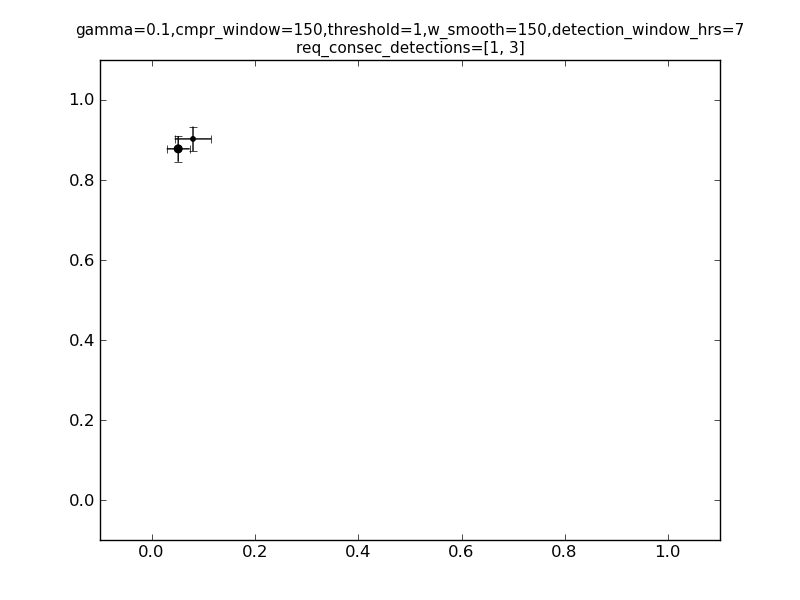 gamma=0.1,cmpr_window=150,threshold=1,w_smooth=150,detection_window_hrs=7
req_consec_detections=[1, 3]
1.0
0.8
0.6
0.4
0.2
0.0
0.0 0.2 0.4 0.6 0.8 1.0